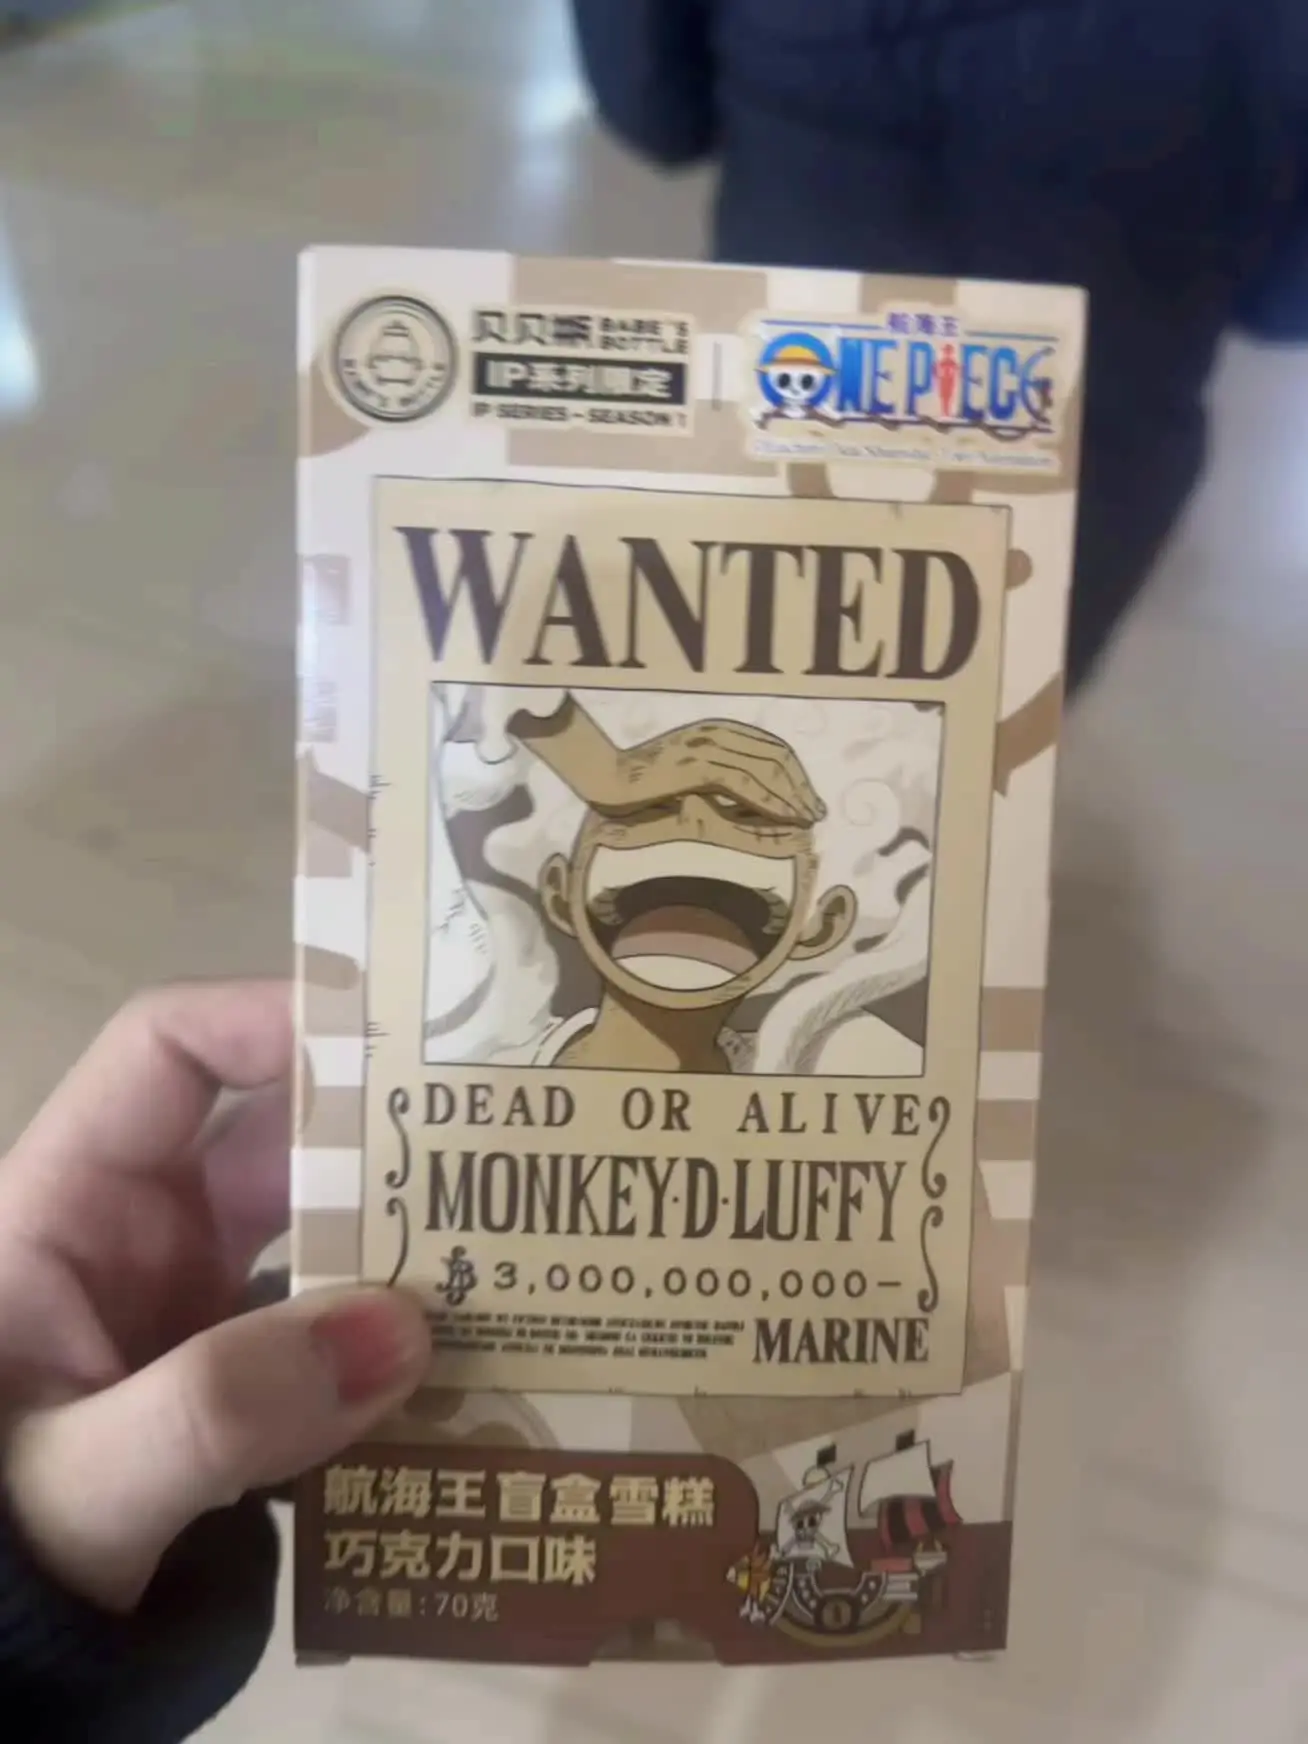 贝贝熊 BABE'S BOTTLE
IP系列限定
IP SERIES - SEASON 1
航海王
ONE PIECE
WANTED
DEAD OR ALIVE
MONKEY·D·LUFFY
3,000,000,000-
MARINE
航海王盲盒雪糕
巧克力口味
净含量:70克